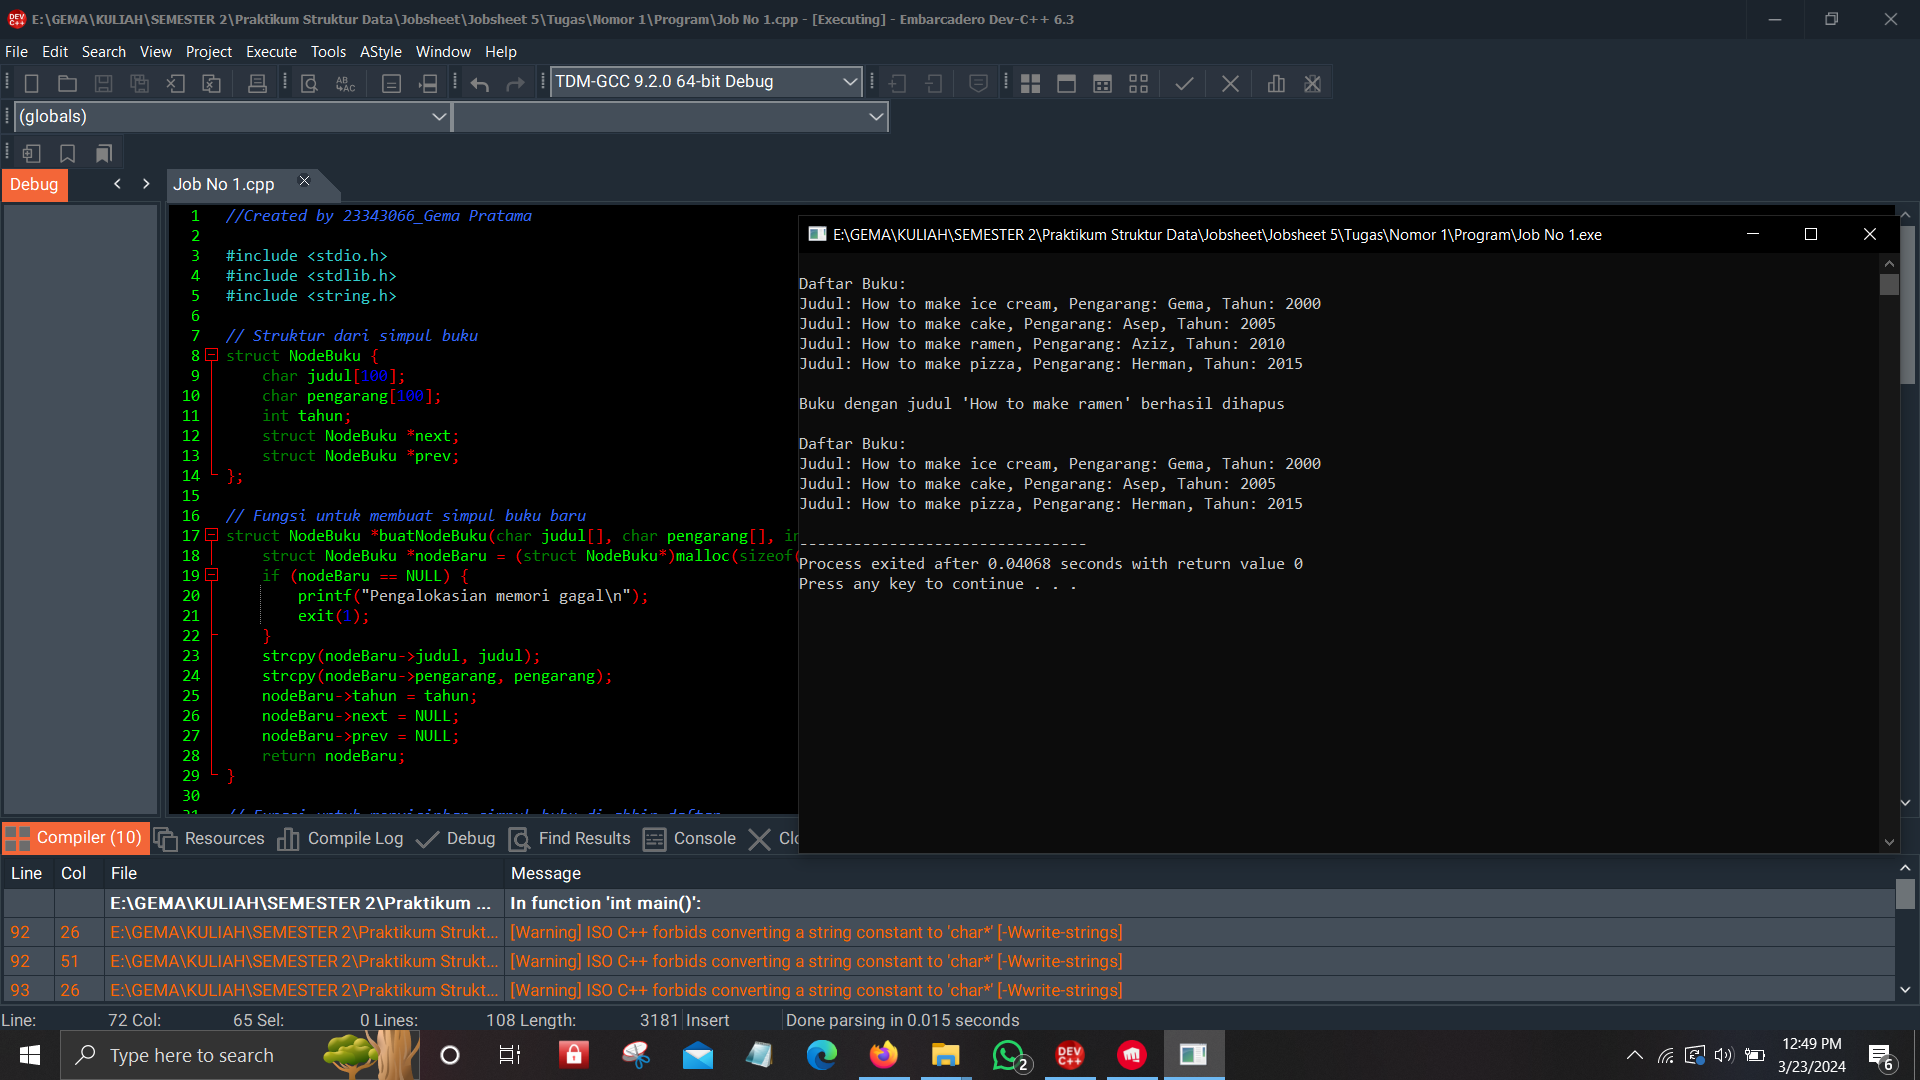 E:\GEMA\KULIAH\SEMESTER 2\Praktikum Struktur Data\Jobsheet\Jobsheet 5\Tugas\Nomor 1\Program\Job No 1.cpp - [Executing] - Embarcadero Dev-C++ 6.3
File Edit Search View Project Execute Tools AStyle Window Help
TDM-GCC 9.2.0 64-bit Debug
(globals)
Debug
Job No 1.cpp
1 //Created by 23343066_Gema Pratama
2
3 #include <stdio.h>
4 #include <stdlib.h>
5 #include <string.h>
6
7 // Struktur dari simpul buku
8 struct NodeBuku {
9 char judul[100];
10 char pengarang[100];
11 int tahun;
12 struct NodeBuku *next;
13 struct NodeBuku *prev;
14 };
15
16 // Fungsi untuk membuat simpul buku baru
17 struct NodeBuku *buatNodeBuku(char judul[], char pengarang[], in
18 struct NodeBuku *nodeBaru = (struct NodeBuku*)malloc(sizeof(
19 if (nodeBaru == NULL) {
20 printf("Pengalokasian memori gagal\n");
21 exit(1);
22 }
23 strcpy(nodeBaru->judul, judul);
24 strcpy(nodeBaru->pengarang, pengarang);
25 nodeBaru->tahun = tahun;
26 nodeBaru->next = NULL;
27 nodeBaru->prev = NULL;
28 return nodeBaru;
29 }
30
E:\GEMA\KULIAH\SEMESTER 2\Praktikum Struktur Data\Jobsheet\Jobsheet 5\Tugas\Nomor 1\Program\Job No 1.exe
Daftar Buku:
Judul: How to make ice cream, Pengarang: Gema, Tahun: 2000
Judul: How to make cake, Pengarang: Asep, Tahun: 2005
Judul: How to make ramen, Pengarang: Aziz, Tahun: 2010
Judul: How to make pizza, Pengarang: Herman, Tahun: 2015
Buku dengan judul 'How to make ramen' berhasil dihapus
Daftar Buku:
Judul: How to make ice cream, Pengarang: Gema, Tahun: 2000
Judul: How to make cake, Pengarang: Asep, Tahun: 2005
Judul: How to make pizza, Pengarang: Herman, Tahun: 2015
--------------------------------
Process exited after 0.04068 seconds with return value 0
Press any key to continue . . .
Compiler (10) Resources Compile Log Debug Find Results Console Clo
Line Col File Message
E:\GEMA\KULIAH\SEMESTER 2\Praktikum ... In function 'int main()':
92 26 E:\GEMA\KULIAH\SEMESTER 2\Praktikum Strukt... [Warning] ISO C++ forbids converting a string constant to 'char*' [-Wwrite-strings]
92 51 E:\GEMA\KULIAH\SEMESTER 2\Praktikum Strukt... [Warning] ISO C++ forbids converting a string constant to 'char*' [-Wwrite-strings]
93 26 E:\GEMA\KULIAH\SEMESTER 2\Praktikum Strukt... [Warning] ISO C++ forbids converting a string constant to 'char*' [-Wwrite-strings]
Line: 72 Col: 65 Sel: 0 Lines: 108 Length: 3181 Insert Done parsing in 0.015 seconds
Type here to search
2
DEV C++
12:49 PM
3/23/2024
6